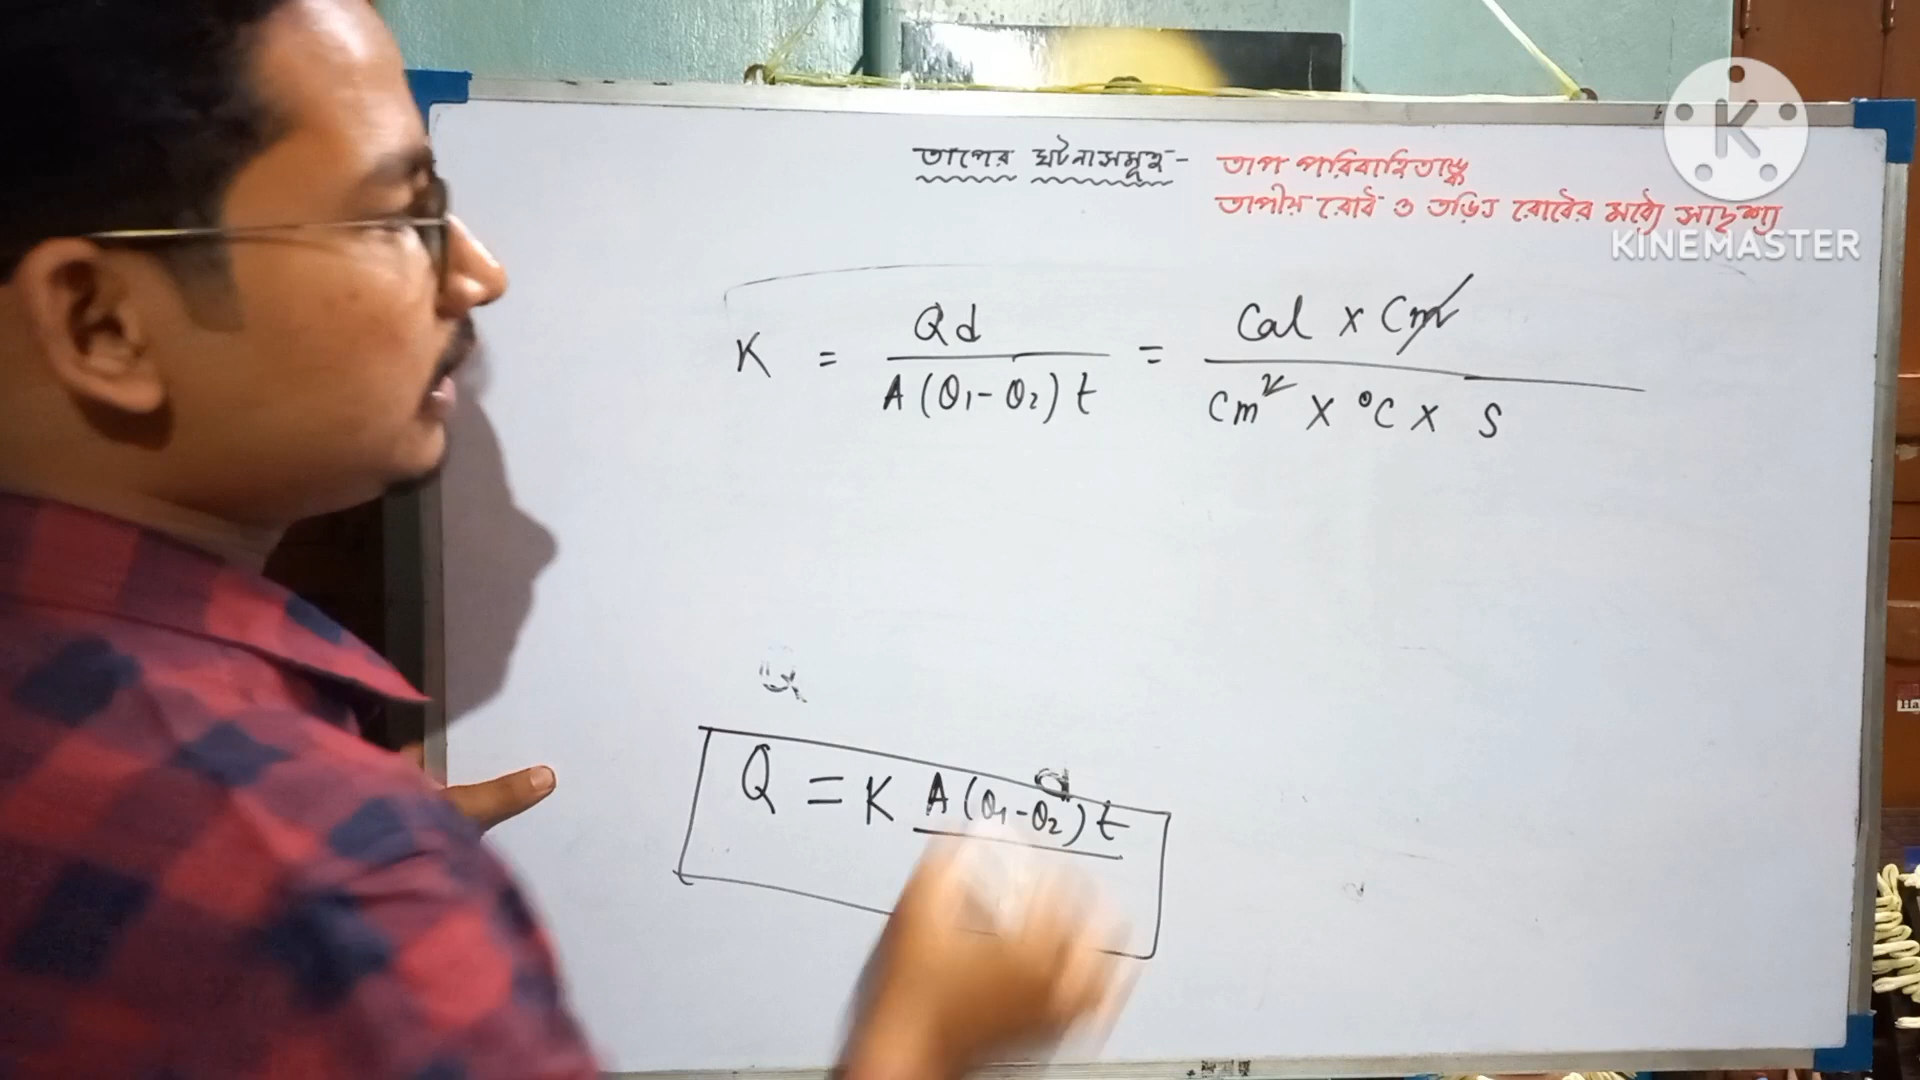 তাপের ঘটনাসমূহ - তাপ পরিবাহিতাঙ্ক
তাপীয় রোধ ও তড়িৎ রোধের মধ্যে সাদৃশ্য
K
KINEMASTER
K = Qd / A(θ₁-θ₂)t = Cal x Cm / Cm² x °C x S
Q = K A(θ₁-θ₂)t
d